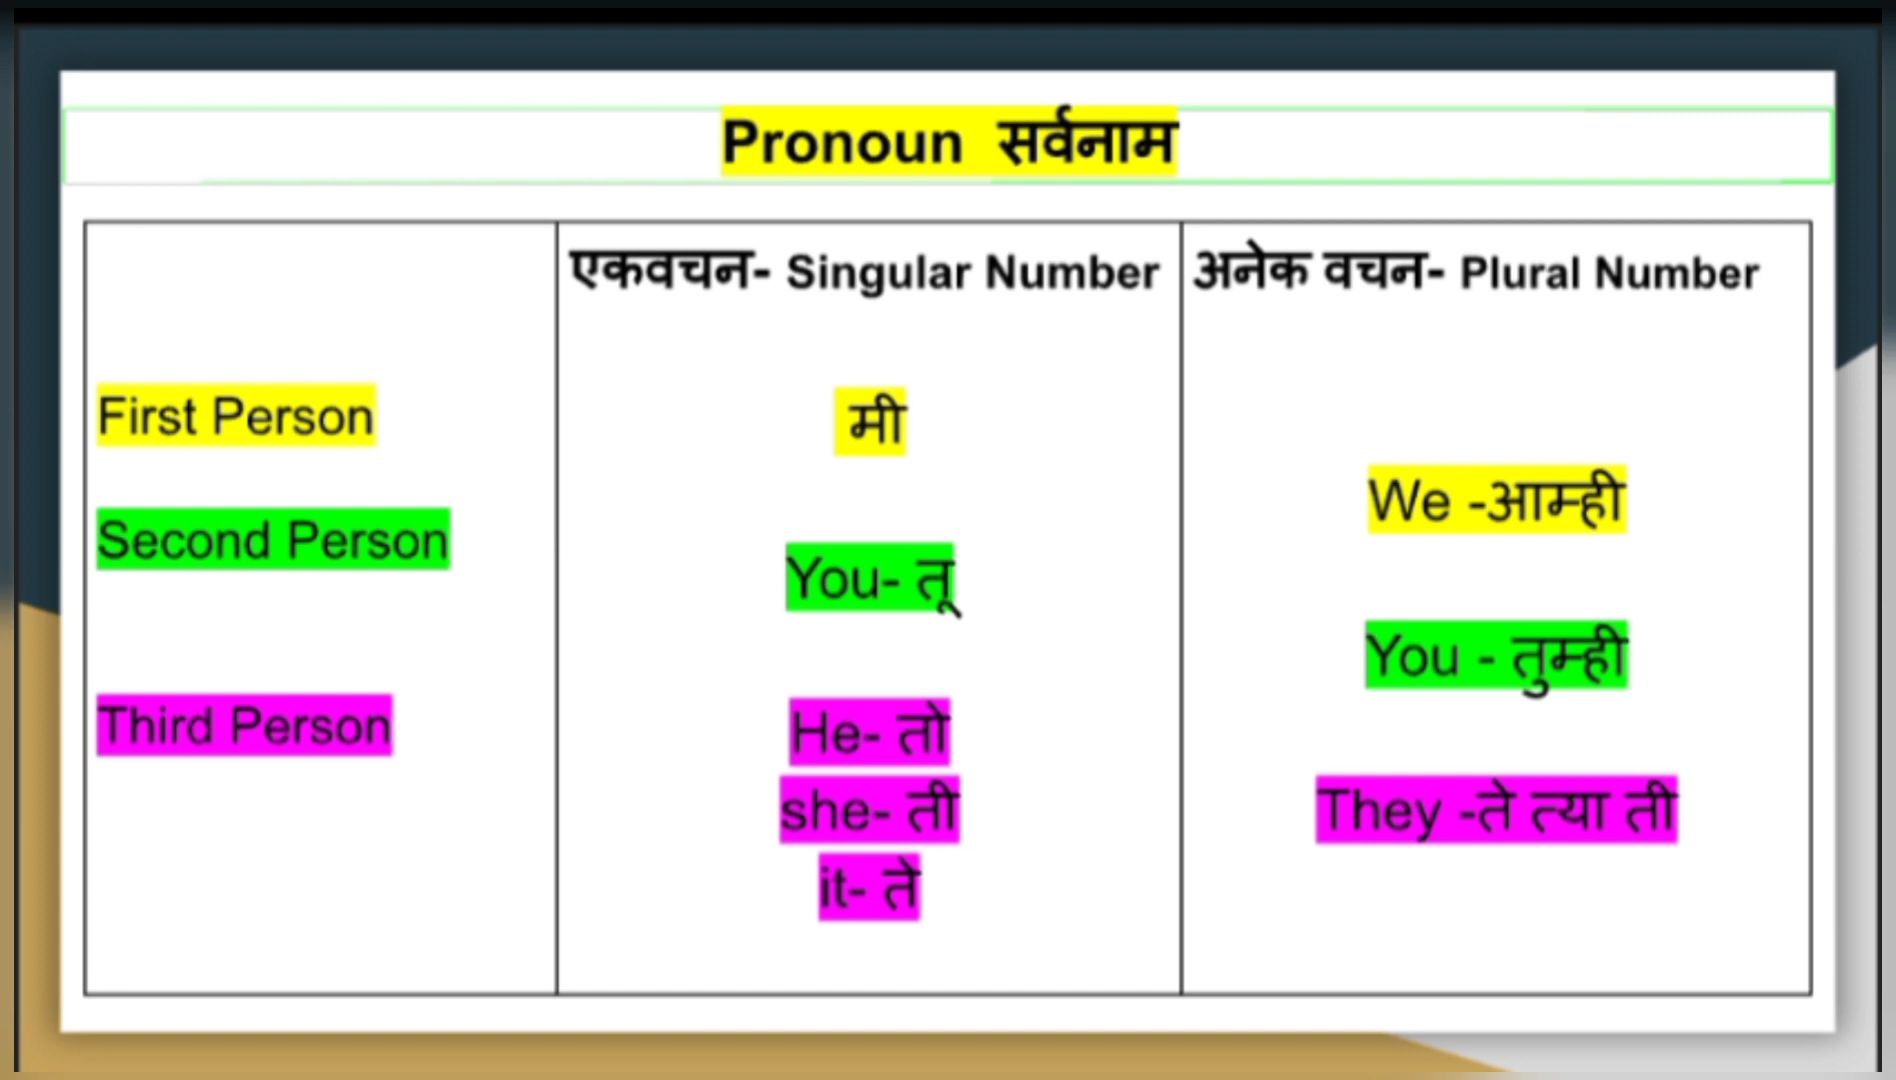 Pronoun सर्वनाम
एकवचन- Singular Number
अनेक वचन- Plural Number
First Person
मी
We -आम्ही
Second Person
You- तू
You - तुम्ही
Third Person
He- तो
she- ती
it- ते
They -ते त्या ती